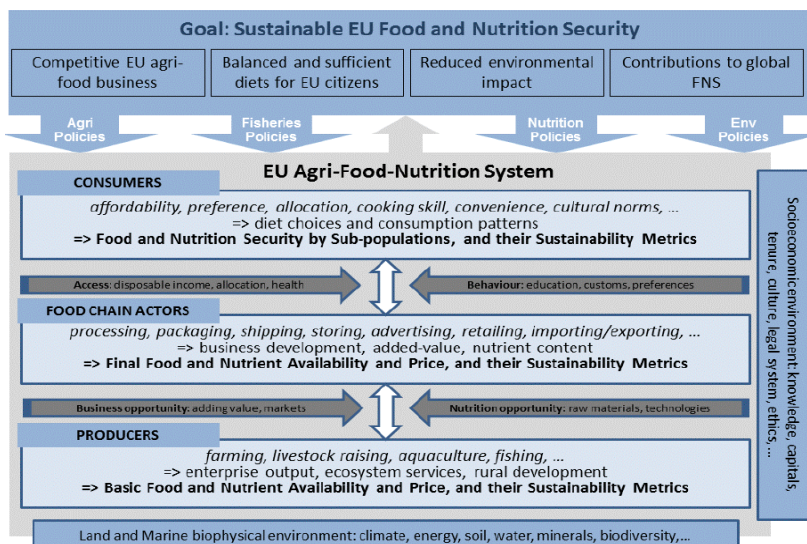 Goal: Sustainable EU Food and Nutrition Security
Competitive EU agri-
food business
Balanced and sufficient
diets for EU citizens
Reduced environmental
impact
Contributions to global
FNS
Agri
Policies
Fisheries
Policies
Nutrition
Policies
Env
Policies
EU Agri-Food-Nutrition System
CONSUMERS
affordability, preference, allocation, cooking skill, convenience, cultural norms, ...
=> diet choices and consumption patterns
=> Food and Nutrition Security by Sub-populations, and their Sustainability Metrics
Access: disposable income, allocation, health
Behaviour: education, customs, preferences
FOOD CHAIN ACTORS
processing, packaging, shipping, storing, advertising, retailing, importing/exporting, ...
=> business development, added-value, nutrient content
=> Final Food and Nutrient Availability and Price, and their Sustainability Metrics
Business opportunity: adding value, markets
Nutrition opportunity: raw materials, technologies
PRODUCERS
farming, livestock raising, aquaculture, fishing, ...
=> enterprise output, ecosystem services, rural development
=> Basic Food and Nutrient Availability and Price, and their Sustainability Metrics
Land and Marine biophysical environment: climate, energy, soil, water, minerals, biodiversity,...
Socioeconomic environment: knowledge, capitals,
tenure, culture, legal system, ethics,...